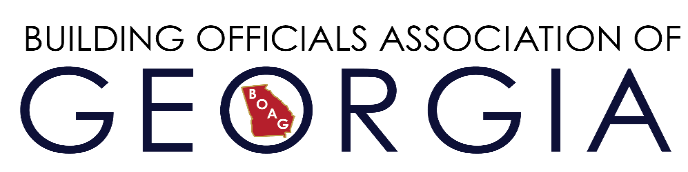 BUILDING OFFICIALS ASSOCIATION OF
GEORGIA
BOAG